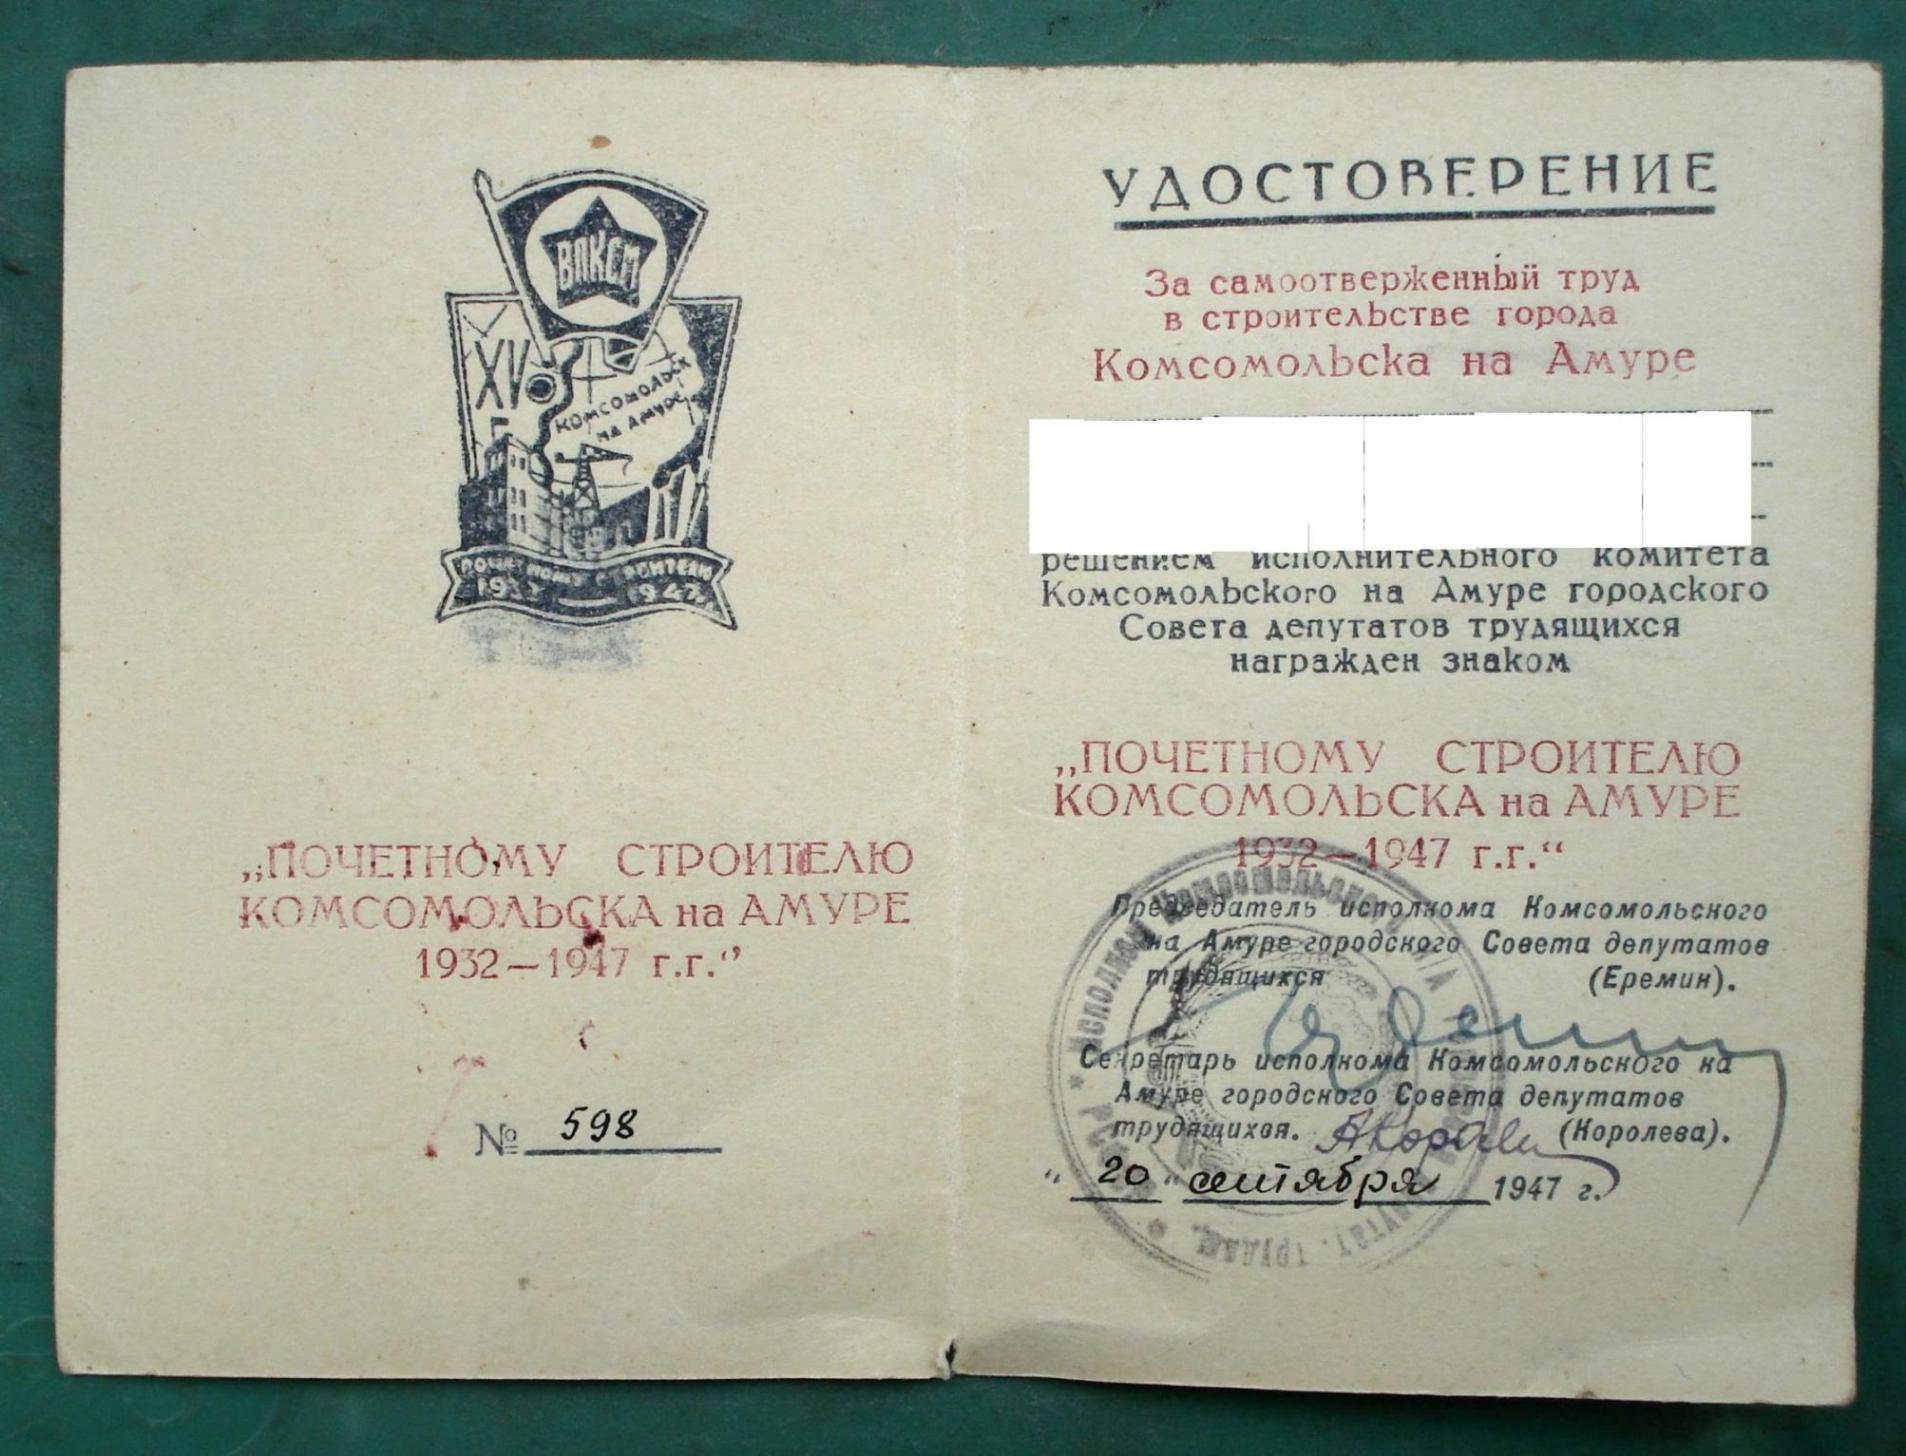 ВЛКСМ
XV
КОМСОМОЛЬСК
НА АМУРЕ
ПОЧЕТНОМУ СТРОИТЕЛЮ
1932 — 1947
„ПОЧЕТНОМУ СТРОИТЕЛЮ
КОМСОМОЛЬСКА на АМУРЕ
1932—1947 г.г.“
№ 598
УДОСТОВЕРЕНИЕ
За самоотверженный труд
в строительстве города
Комсомольска на Амуре
решением исполнительного комитета
Комсомольского на Амуре городского
Совета депутатов трудящихся
награжден знаком
„ПОЧЕТНОМУ СТРОИТЕЛЮ
КОМСОМОЛЬСКА на АМУРЕ
1932—1947 г.г.“
Председатель исполкома Комсомольского
на Амуре городского Совета депутатов
трудящихся (Еремин).
Секретарь исполкома Комсомольского на
Амуре городского Совета депутатов
трудящихся. (Королева).
„ 20 “ сентября 1947 г.